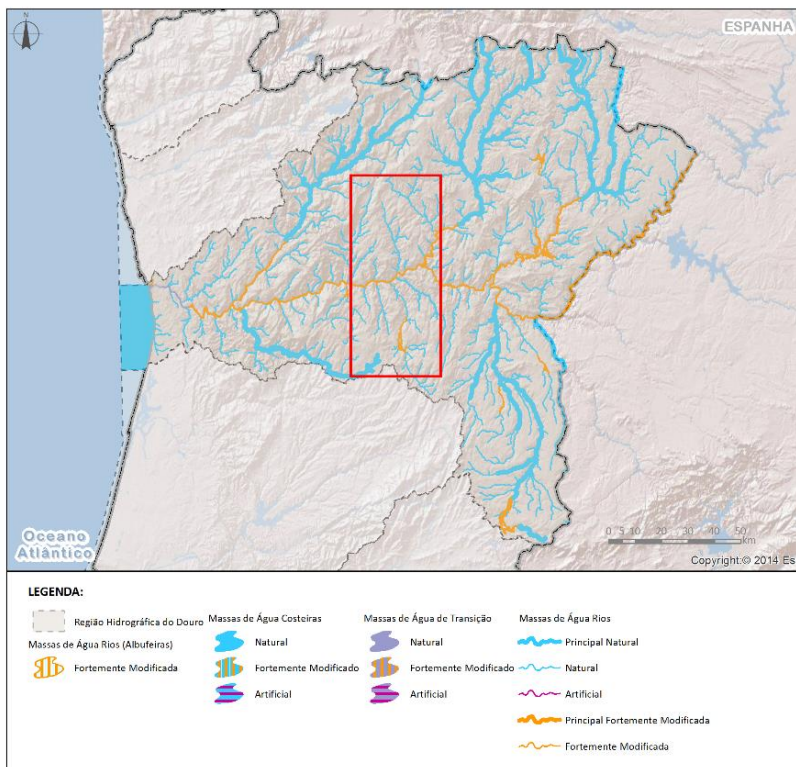 N
ESPANHA
Oceano
Atlântico
0 5 10 20 30 40 50
km
Copyright:© 2014 Es
LEGENDA:
Região Hidrográfica do Douro
Massas de Água Rios (Albufeiras)
Fortemente Modificada
Massas de Água Costeiras
Natural
Fortemente Modificado
Artificial
Massas de Água de Transição
Natural
Fortemente Modificado
Artificial
Massas de Água Rios
Principal Natural
Natural
Artificial
Principal Fortemente Modificada
Fortemente Modificada